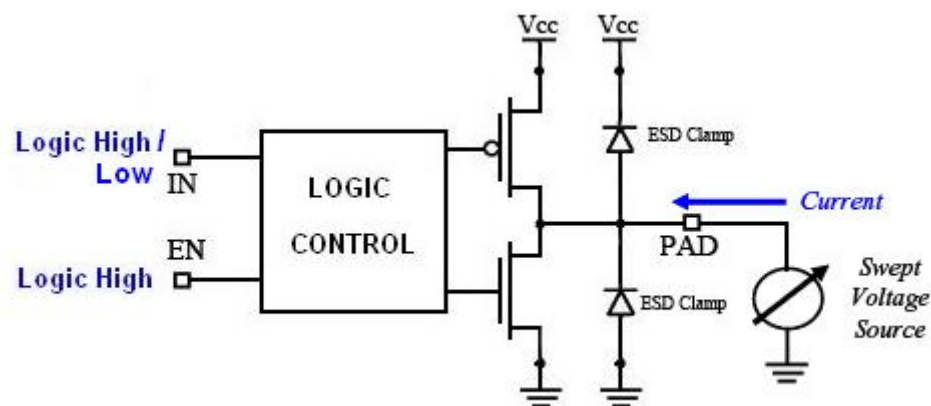 Vcc
Vcc
Logic High /
Low
IN
EN
Logic High
LOGIC
CONTROL
ESD Clamp
ESD Clamp
Current
PAD
Swept
Voltage
Source